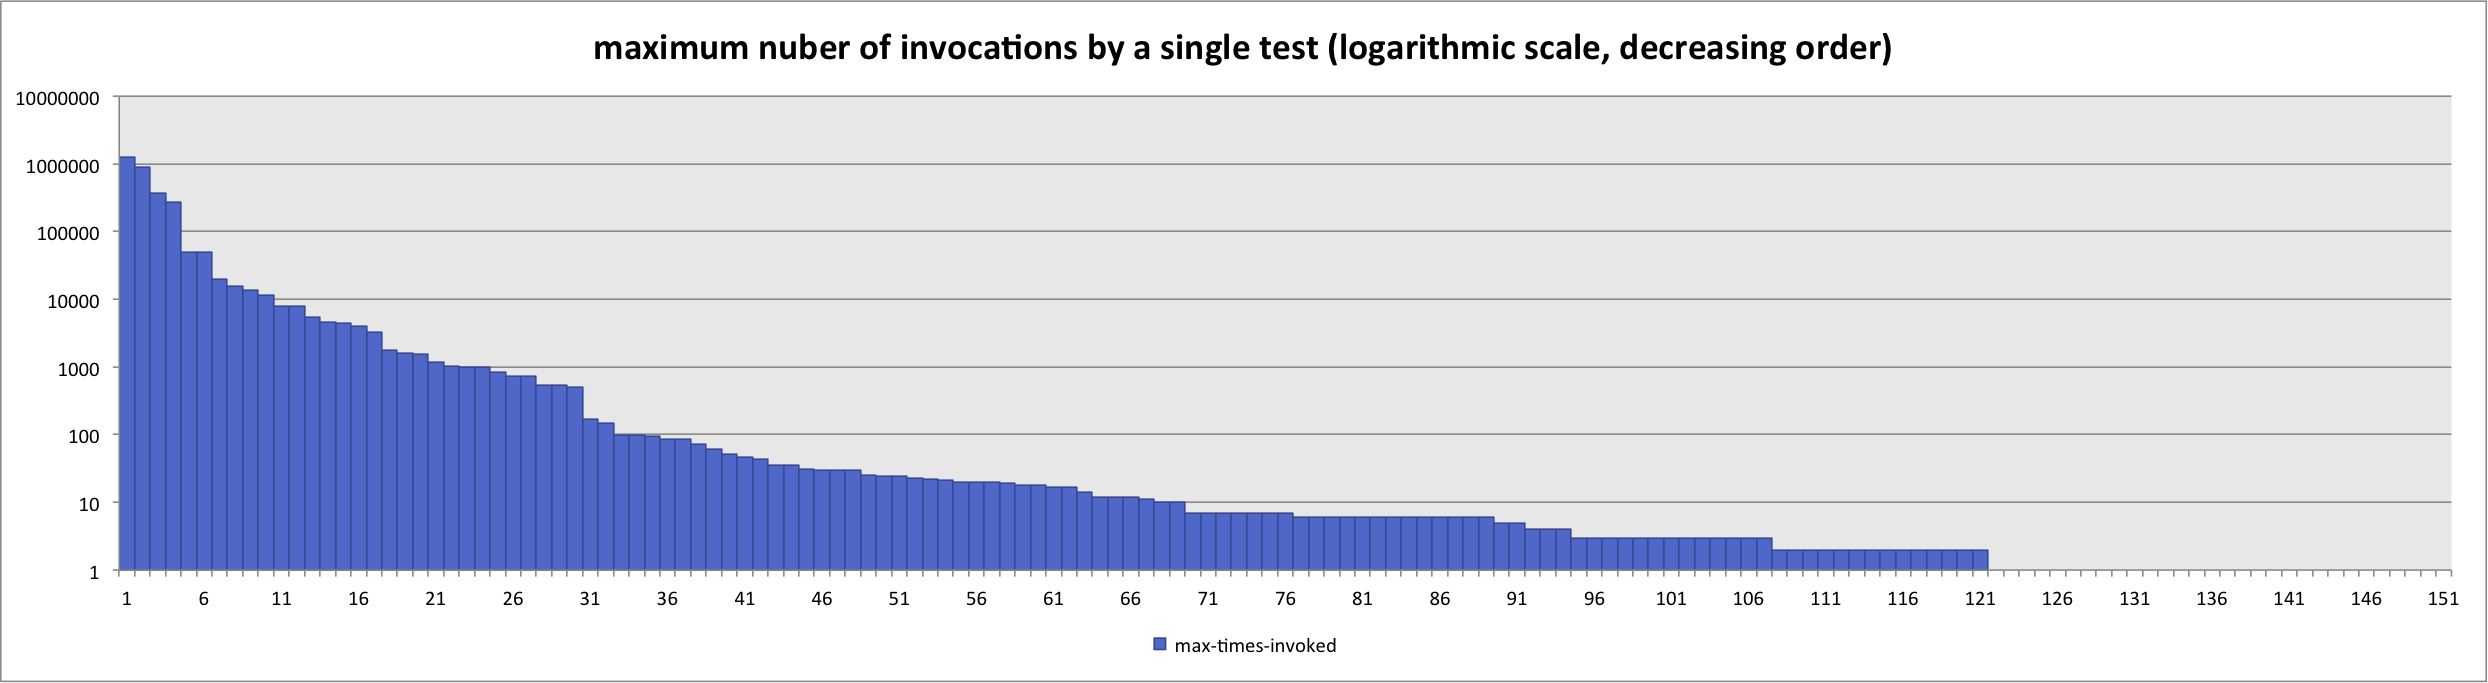 maximum nuber of invocations by a single test (logarithmic scale, decreasing order)
10000000
1000000
100000
10000
1000
100
10
1
1 6 11 16 21 26 31 36 41 46 51 56 61 66 71 76 81 86 91 96 101 106 111 116 121 126 131 136 141 146 151
max-times-invoked